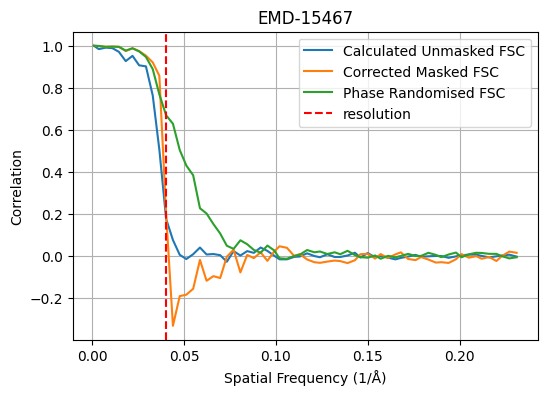 EMD-15467
Calculated Unmasked FSC
Corrected Masked FSC
Phase Randomised FSC
resolution
Correlation
1.0
0.8
0.6
0.4
0.2
0.0
−0.2
0.00 0.05 0.10 0.15 0.20
Spatial Frequency (1/Å)